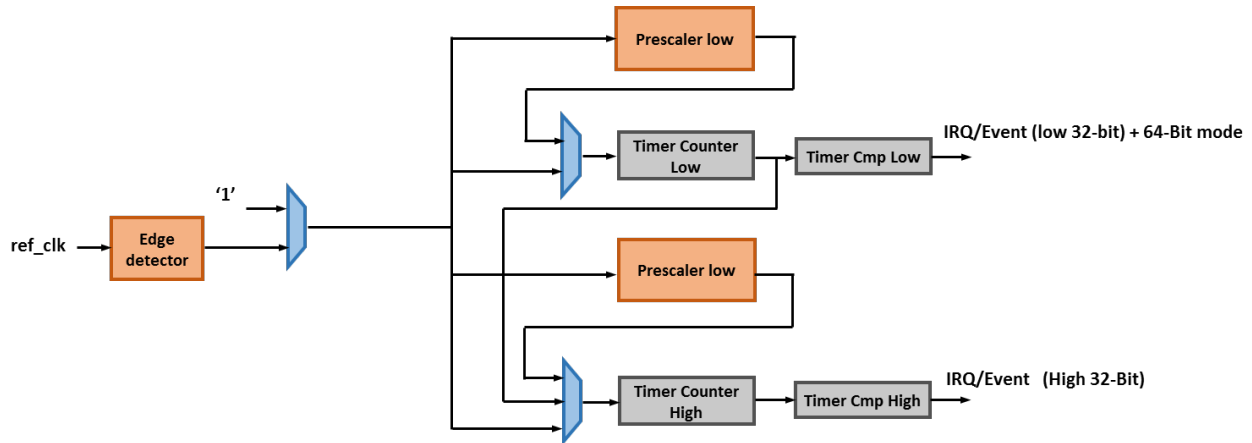 Prescaler low
IRQ/Event (low 32-bit) + 64-Bit mode
Timer Counter
Low
Timer Cmp Low
‘1’
ref_clk
Edge
detector
Prescaler low
IRQ/Event (High 32-Bit)
Timer Counter
High
Timer Cmp High